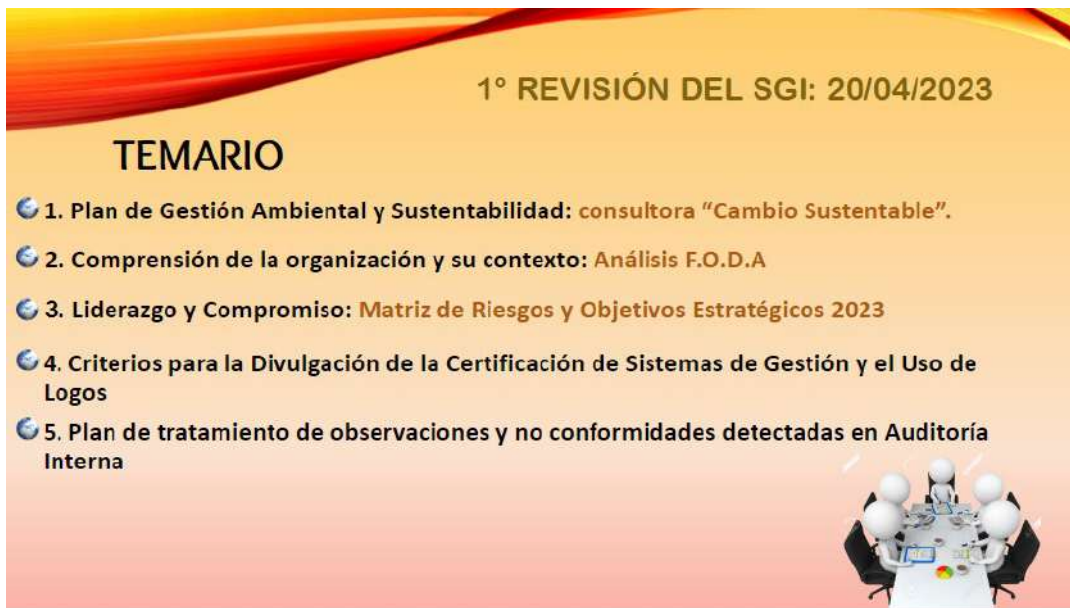 1° REVISIÓN DEL SGI: 20/04/2023
TEMARIO
1. Plan de Gestión Ambiental y Sustentabilidad: consultora “Cambio Sustentable”.
2. Comprensión de la organización y su contexto: Análisis F.O.D.A
3. Liderazgo y Compromiso: Matriz de Riesgos y Objetivos Estratégicos 2023
4. Criterios para la Divulgación de la Certificación de Sistemas de Gestión y el Uso de
Logos
5. Plan de tratamiento de observaciones y no conformidades detectadas en Auditoría
Interna